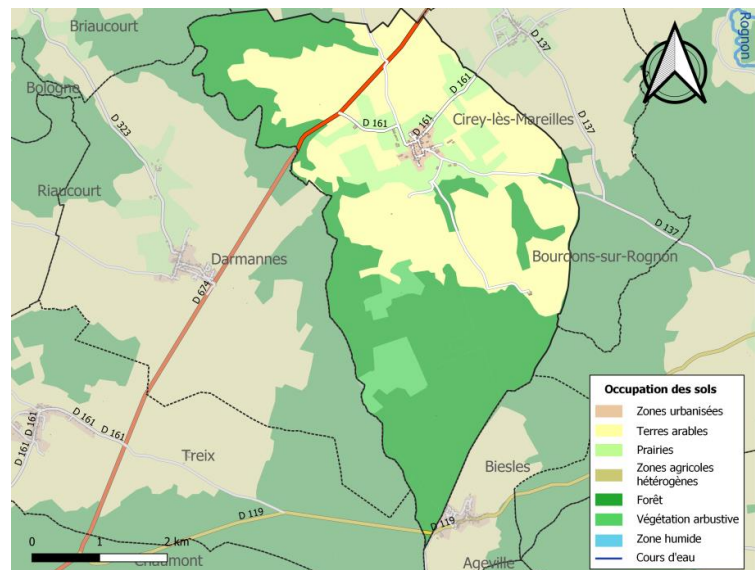 Briaucourt
Rognon
D 137
Bologne
D 161
D 161
D 161
Cirey-lès-Mareilles
D 323
D 137
Riaucourt
D 137
Darmannes
Bourdons-sur-Rognon
D 674
Occupation des sols
Zones urbanisées
Terres arables
Prairies
Zones agricoles
hétérogènes
Forêt
Végétation arbustive
Zone humide
Cours d'eau
D 161
D 161
D 161
D 161
Treix
Biesles
D 119
D 119
0 1 2 km
Chaumont
Ageville